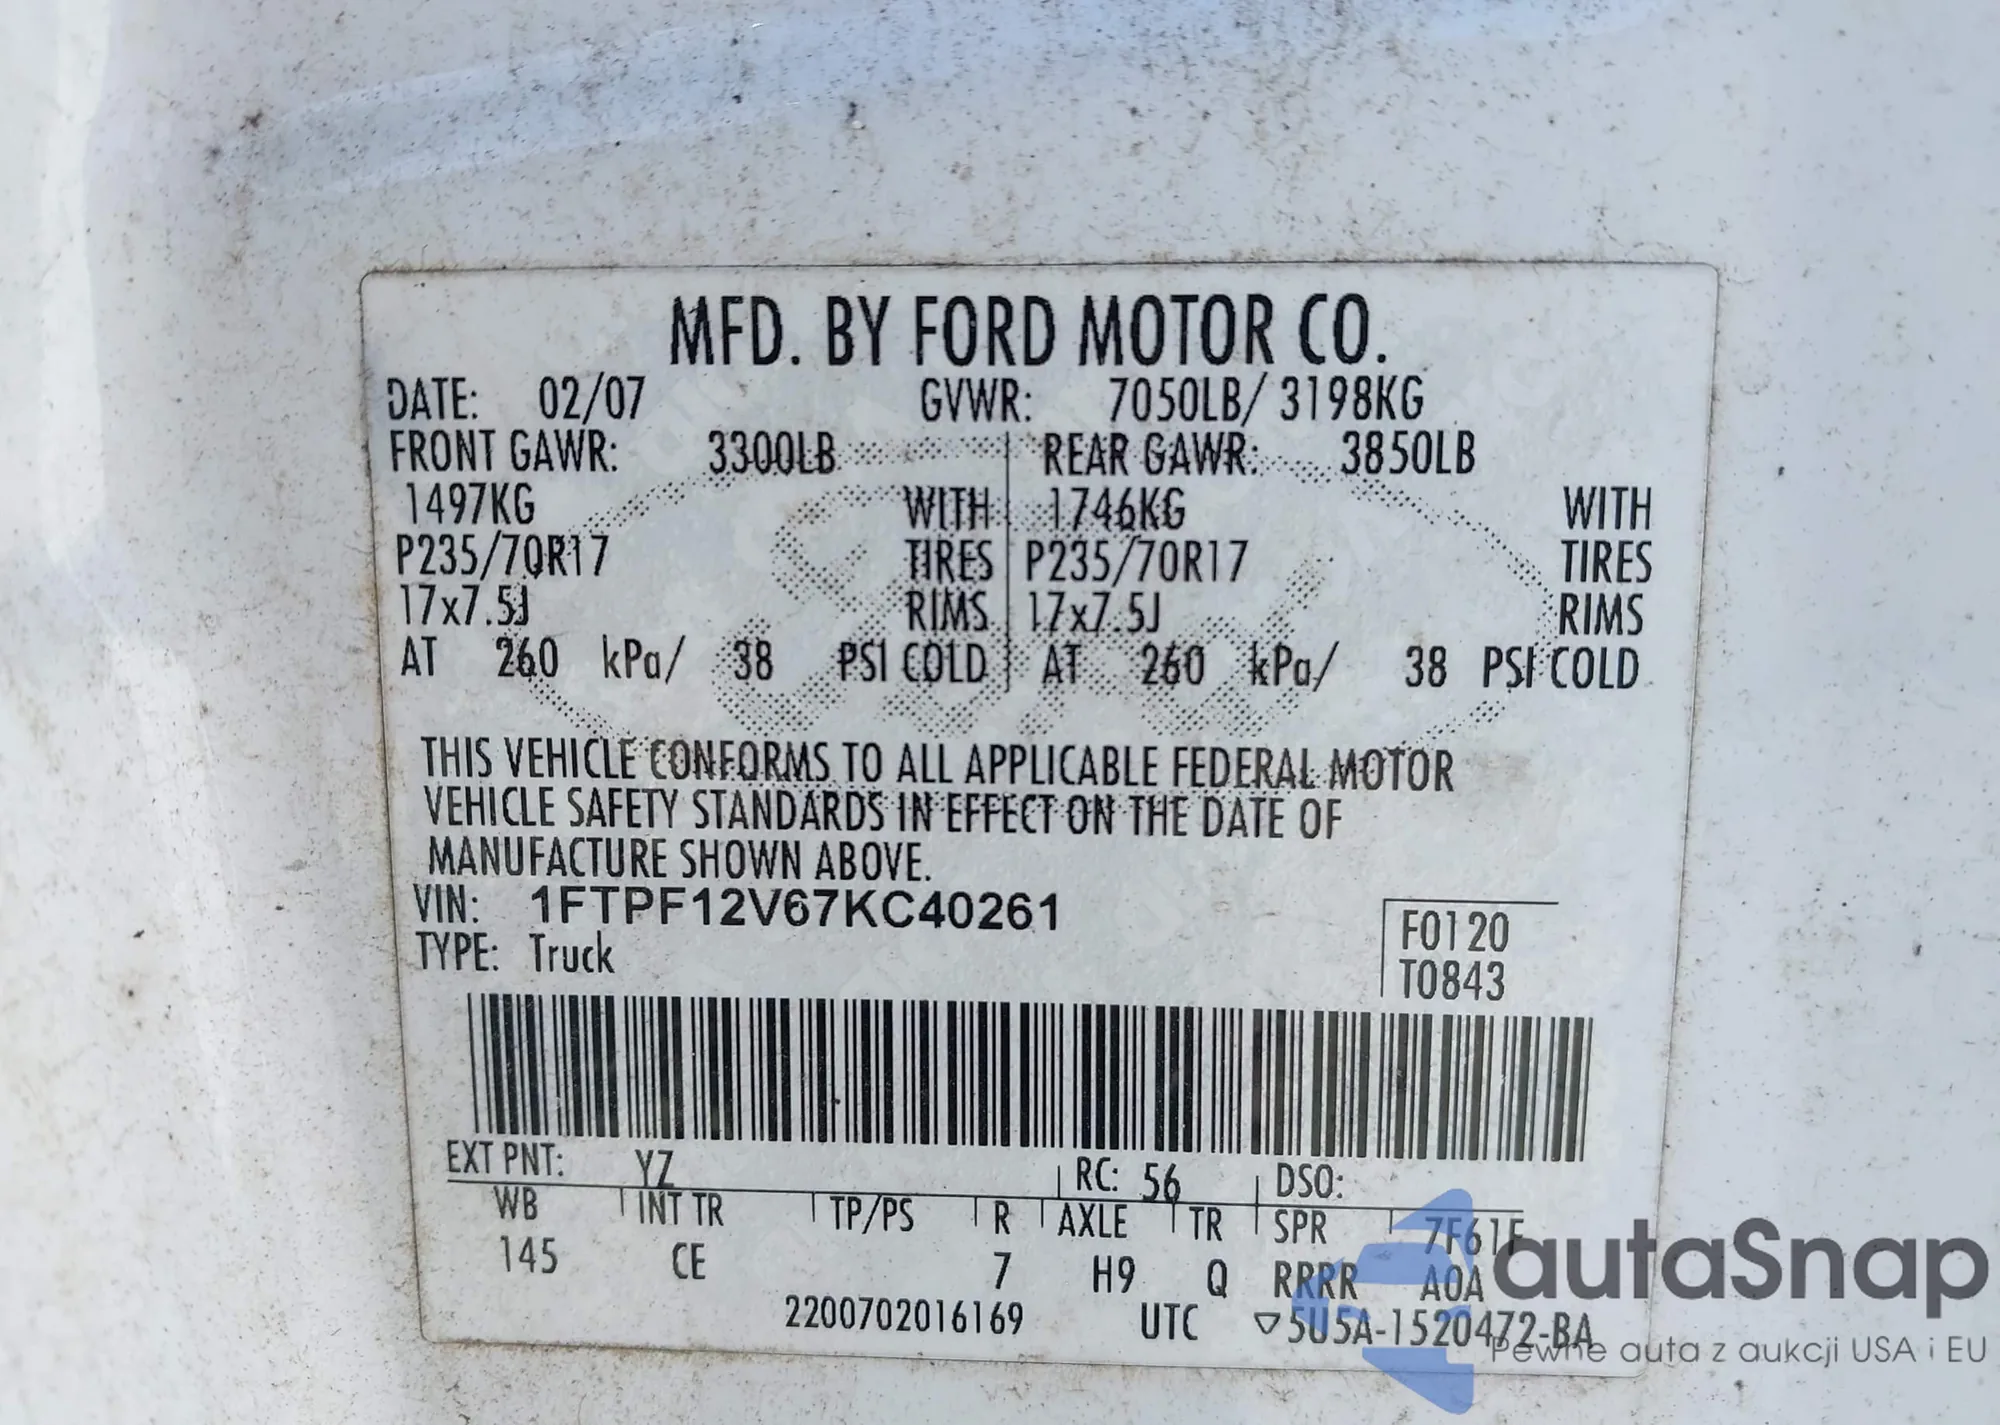 MFD. BY FORD MOTOR CO.
DATE: 02/07 GVWR: 7050LB/ 3198KG
FRONT GAWR: 3300LB REAR GAWR: 3850LB
1497KG WITH 1746KG WITH
P235/70R17 TIRES P235/70R17 TIRES
17x7.5J RIMS 17x7.5J RIMS
AT 260 kPa/ 38 PSI COLD AT 260 kPa/ 38 PSI COLD
THIS VEHICLE CONFORMS TO ALL APPLICABLE FEDERAL MOTOR
VEHICLE SAFETY STANDARDS IN EFFECT ON THE DATE OF
MANUFACTURE SHOWN ABOVE.
VIN: 1FTPF12V67KC40261
TYPE: Truck
F0120
T0843
EXT PNT: YZ RC: 56 DSO:
WB INT TR TP/PS R AXLE TR SPR 7F61F
145 CE 7 H9 Q RRRR A0A
2200702016169 UTC ▽5U5A-1520472-BA
autoSnap
Pewne auta z aukcji USA i EU